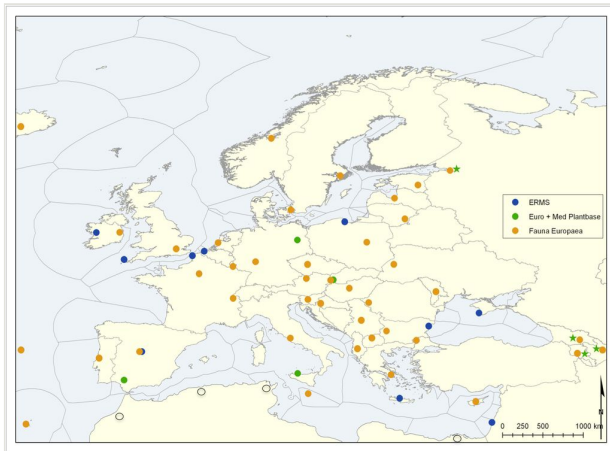 ERMS
Euro + Med Plantbase
Fauna Europaea
N
0 250 500 1000 km